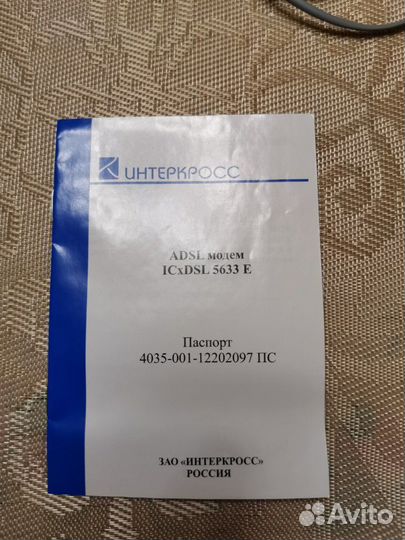 ИНТЕРКРОСС
ADSL модем
ICxDSL 5633 E
Паспорт
4035-001-12202097 ПС
ЗАО «ИНТЕРКРОСС»
РОССИЯ
Avito